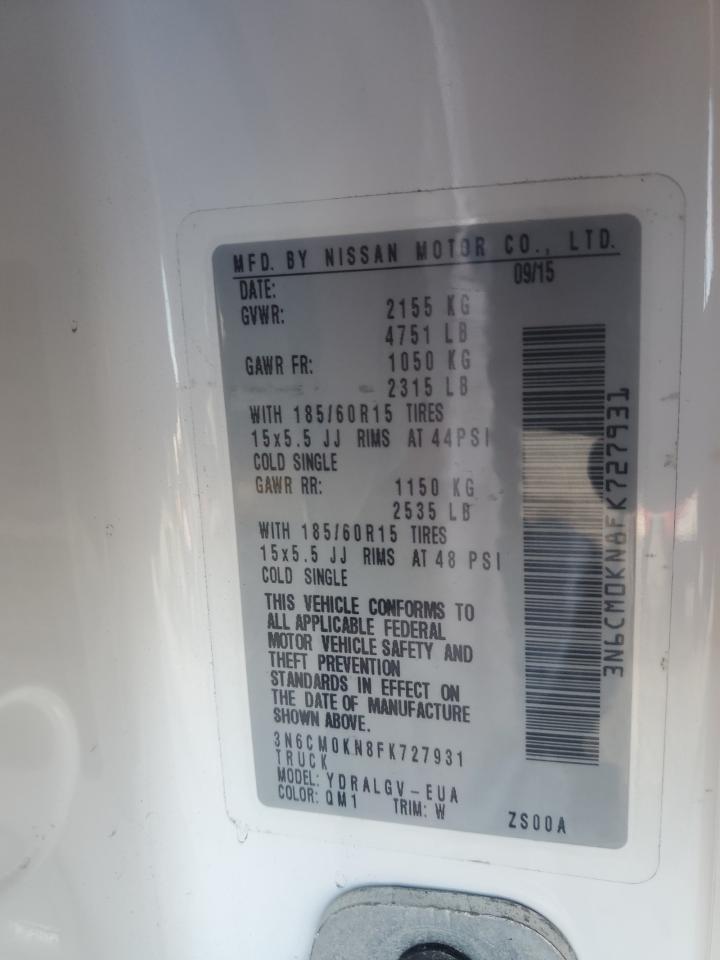 MFD. BY NISSAN MOTOR CO., LTD.
DATE: 09/15
GVWR: 2155 KG
4751 LB
GAWR FR: 1050 KG
2315 LB
WITH 185/60R15 TIRES
15x5.5 JJ RIMS AT 44PSI
COLD SINGLE
GAWR RR: 1150 KG
2535 LB
WITH 185/60R15 TIRES
15x5.5 JJ RIMS AT 48 PSI
COLD SINGLE
THIS VEHICLE CONFORMS TO
ALL APPLICABLE FEDERAL
MOTOR VEHICLE SAFETY AND
THEFT PREVENTION
STANDARDS IN EFFECT ON
THE DATE OF MANUFACTURE
SHOWN ABOVE.
3N6CM0KN8FK727931
TRUCK
MODEL: YDRALGV-EUA
COLOR: QM1 TRIM: W
ZS00A
3N6CM0KN8FK727931